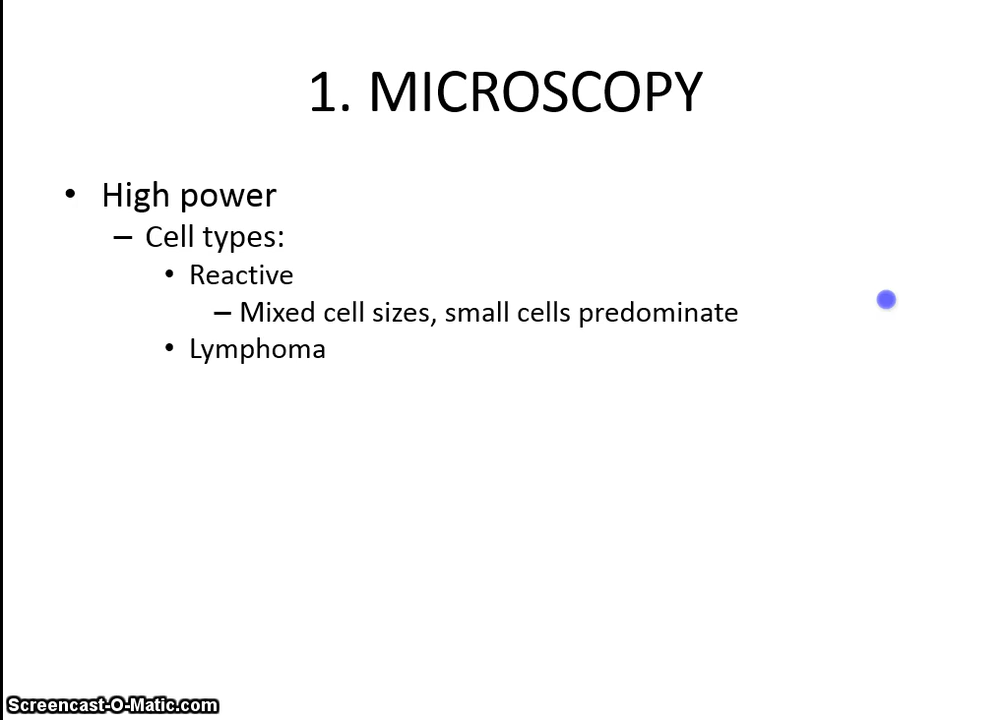 1. MICROSCOPY
• High power
– Cell types:
• Reactive
– Mixed cell sizes, small cells predominate
• Lymphoma
Screencast-O-Matic.com